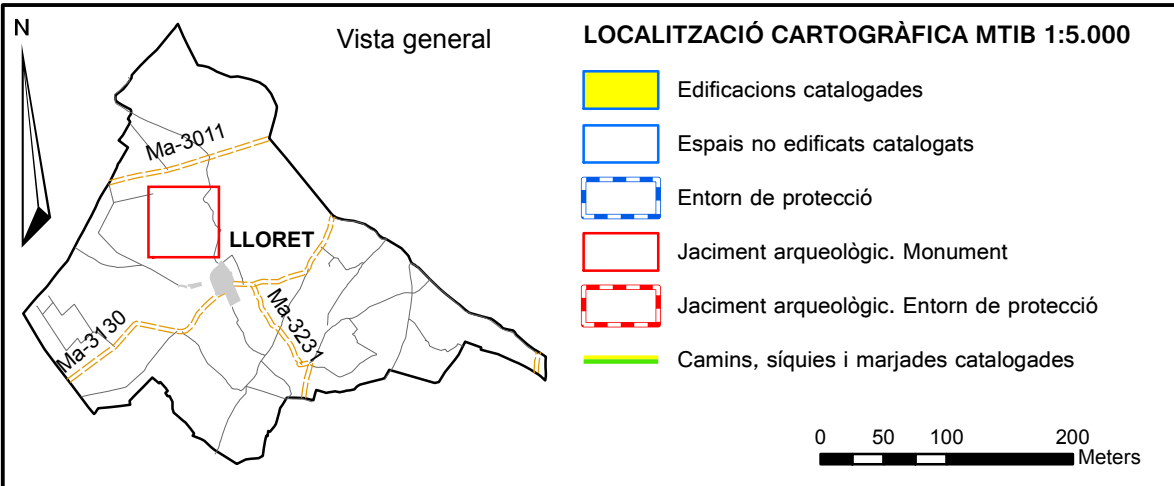 N
Vista general
Ma-3011
LLORET
Ma-3130
Ma-3231
LOCALITZACIÓ CARTOGRÀFICA MTIB 1:5.000
Edificacions catalogades
Espais no edificats catalogats
Entorn de protecció
Jaciment arqueològic. Monument
Jaciment arqueològic. Entorn de protecció
Camins, síquies i marjades catalogades
0 50 100 200
Meters